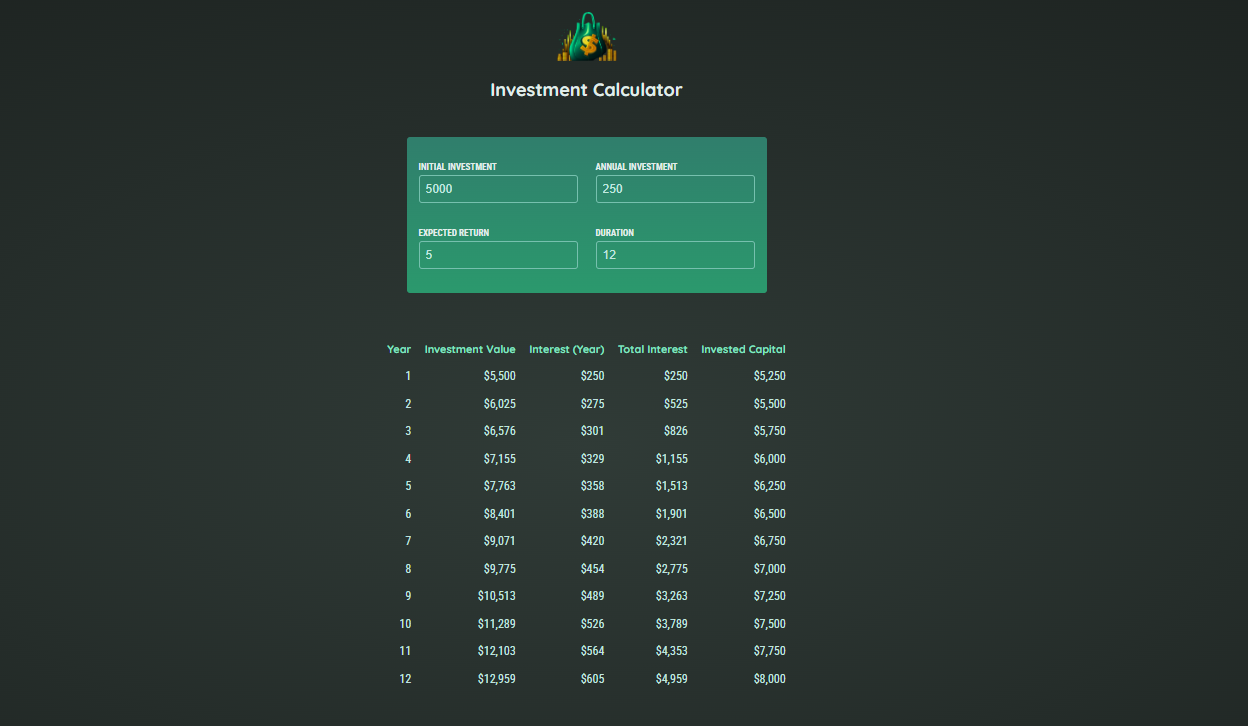 $
Investment Calculator
INITIAL INVESTMENT ANNUAL INVESTMENT
5000 250
EXPECTED RETURN DURATION
5 12
Year Investment Value Interest (Year) Total Interest Invested Capital
1 $5,500 $250 $250 $5,250
2 $6,025 $275 $525 $5,500
3 $6,576 $301 $826 $5,750
4 $7,155 $329 $1,155 $6,000
5 $7,763 $358 $1,513 $6,250
6 $8,401 $388 $1,901 $6,500
7 $9,071 $420 $2,321 $6,750
8 $9,775 $454 $2,775 $7,000
9 $10,513 $489 $3,263 $7,250
10 $11,289 $526 $3,789 $7,500
11 $12,103 $564 $4,353 $7,750
12 $12,959 $605 $4,959 $8,000